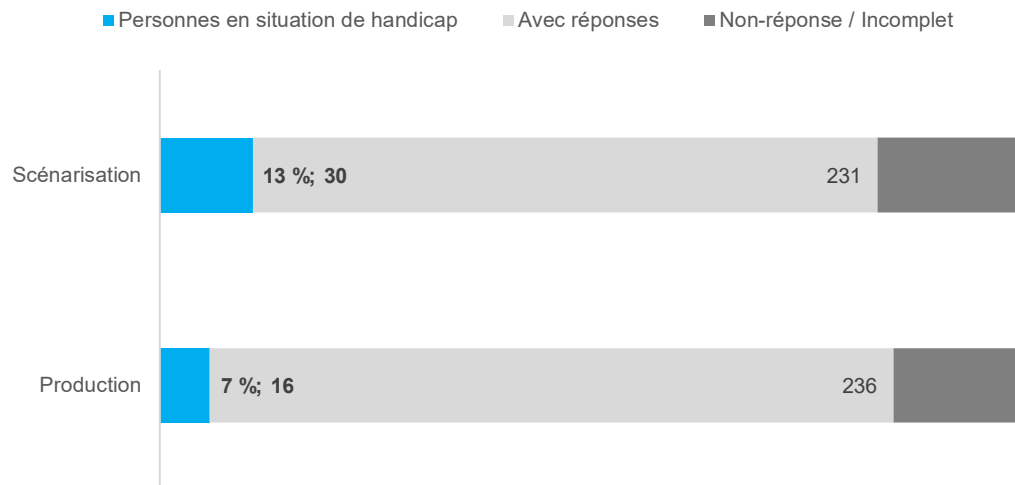 Personnes en situation de handicap Avec réponses Non-réponse / Incomplet
Scénarisation 13 %; 30 231
Production 7 %; 16 236